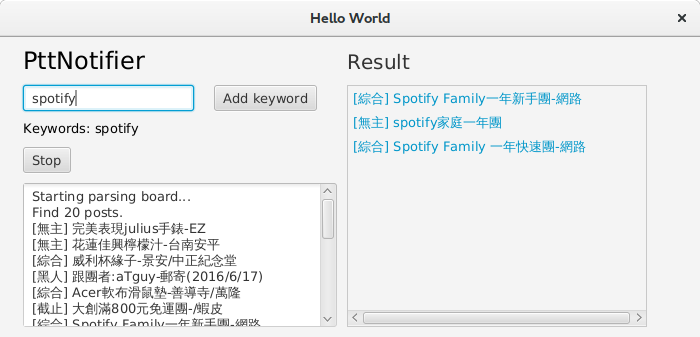 Hello World
PttNotifier
spotify
Add keyword
Keywords: spotify
Stop
Starting parsing board...
Find 20 posts.
[無主] 完美表現julius手錶-EZ
[無主] 花蓮佳興檸檬汁-台南安平
[綜合] 威利杯緣子-景安/中正紀念堂
[黑人] 跟團者:aTguy-郵寄(2016/6/17)
[綜合] Acer軟布滑鼠墊-善導寺/萬隆
[截止] 大創滿800元免運團-/蝦皮
[綜合] Spotify Family一年新手團-網路
Result
[綜合] Spotify Family一年新手團-網路
[無主] spotify家庭一年團
[綜合] Spotify Family 一年快速團-網路